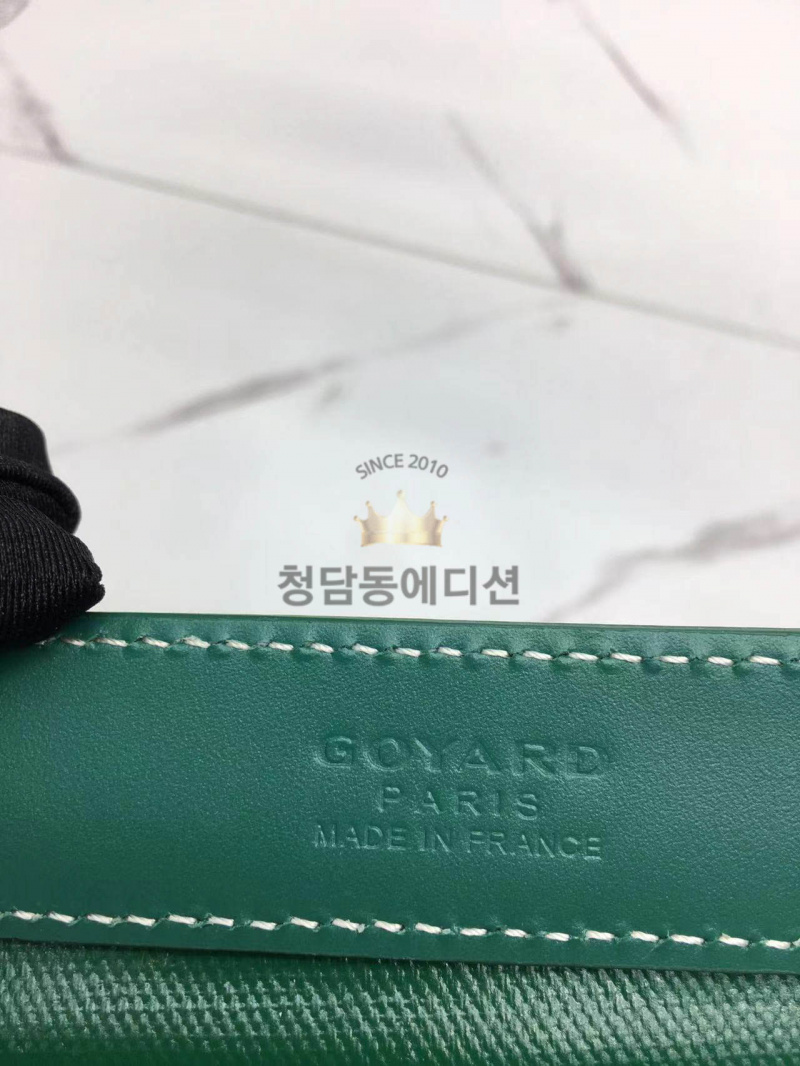 SINCE 2010
청담동에디션
GOYARD
PARIS
MADE IN FRANCE